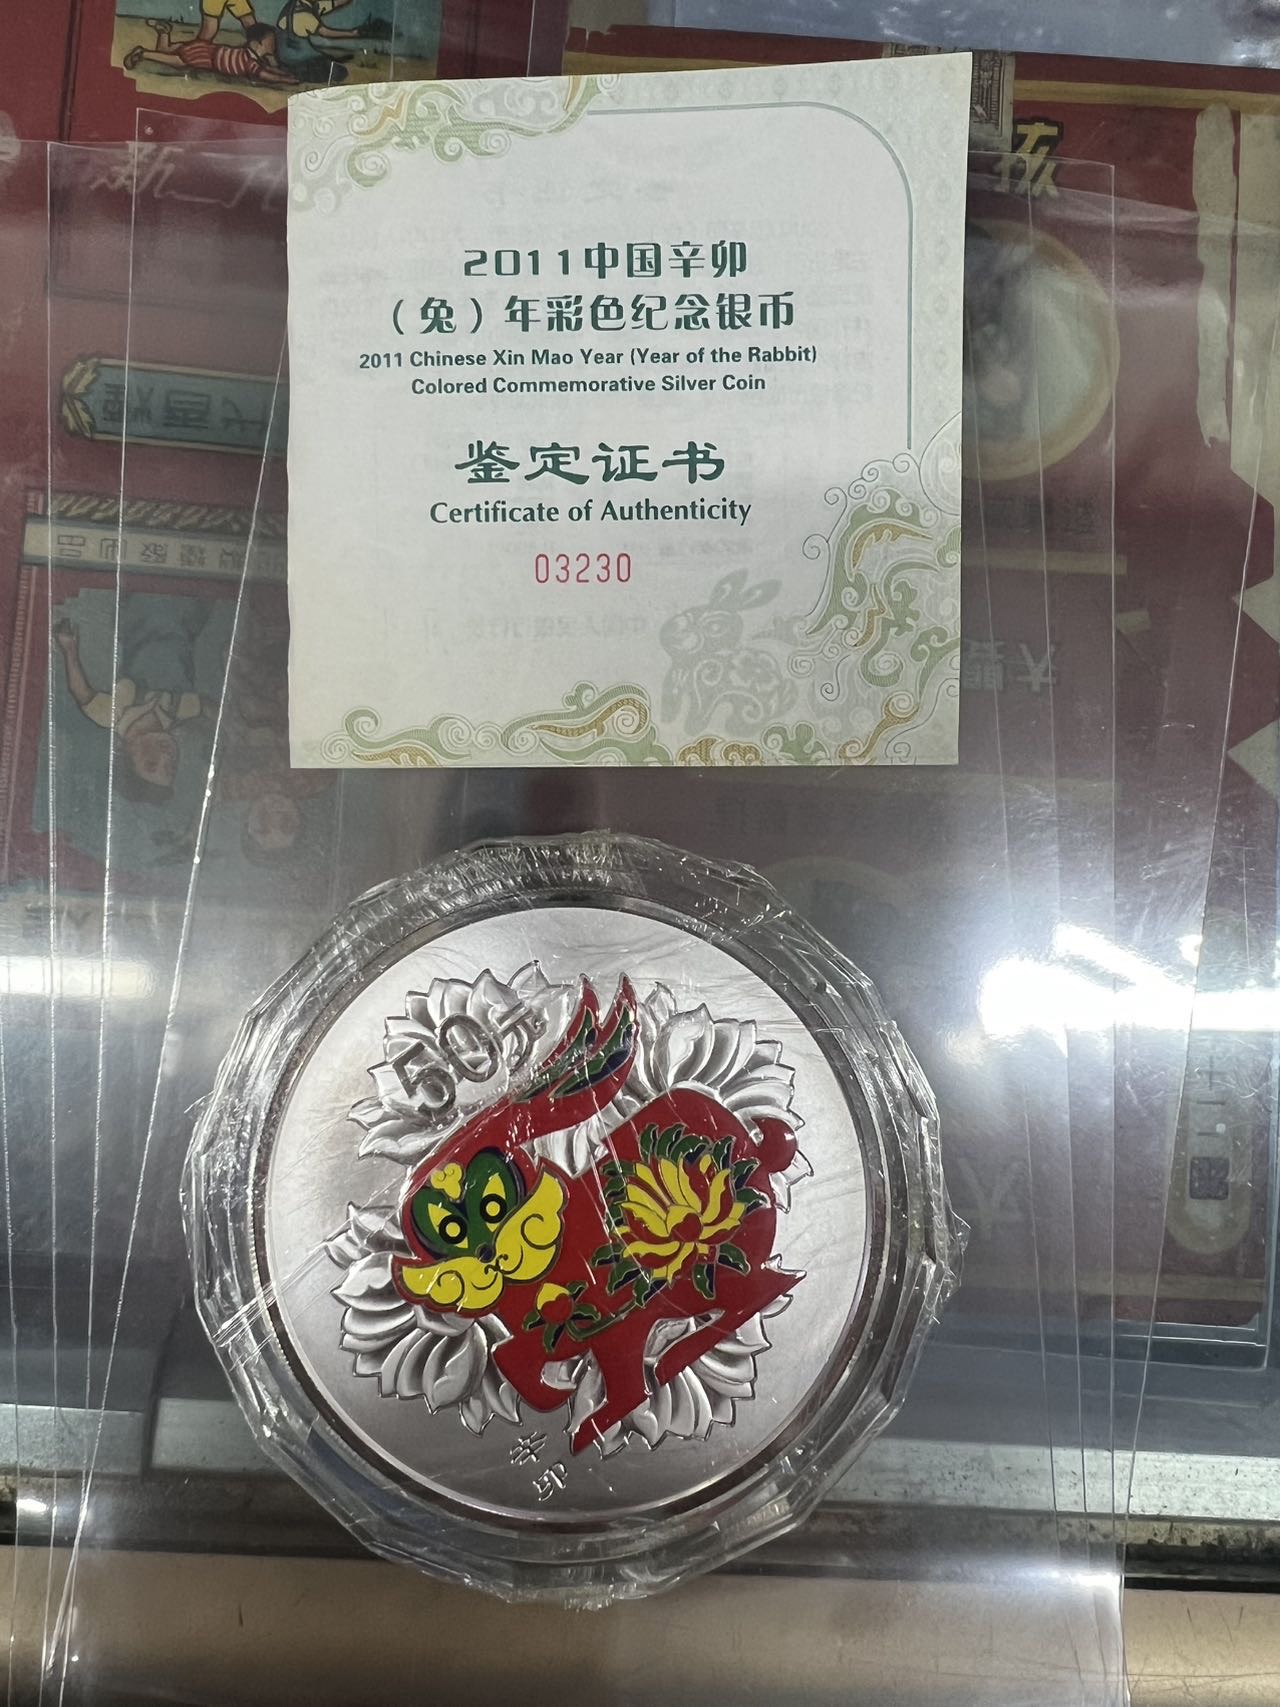 孩
2011中国辛卯
（兔）年彩色纪念银币
2011 Chinese Xin Mao Year (Year of the Rabbit)
Colored Commemorative Silver Coin
鉴定证书
Certificate of Authenticity
03230
50元
辛
卯